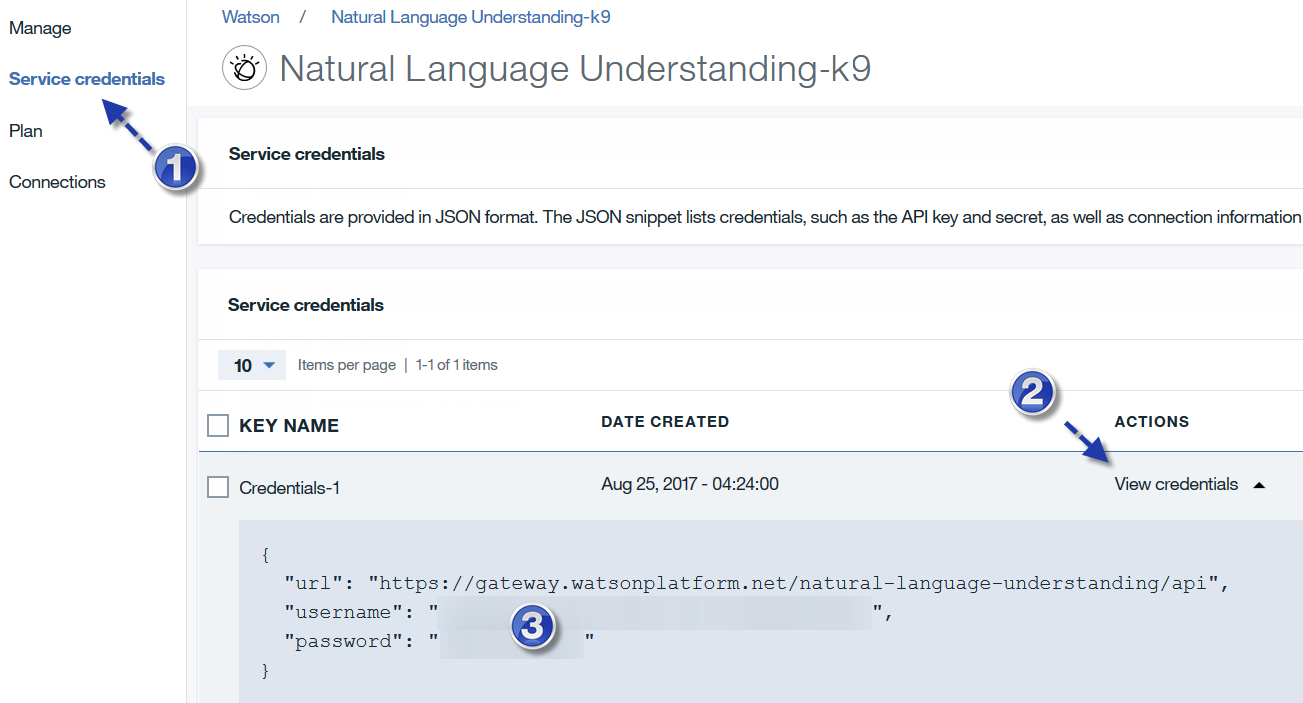 Manage
Service credentials
Plan
Connections
1
Watson / Natural Language Understanding-k9
Natural Language Understanding-k9
Service credentials
Credentials are provided in JSON format. The JSON snippet lists credentials, such as the API key and secret, as well as connection information
Service credentials
10 Items per page | 1-1 of 1 items
2
KEY NAME DATE CREATED ACTIONS
Credentials-1 Aug 25, 2017 - 04:24:00 View credentials
{
"url": "https://gateway.watsonplatform.net/natural-language-understanding/api",
"username": " ",
3
"password": " "
}